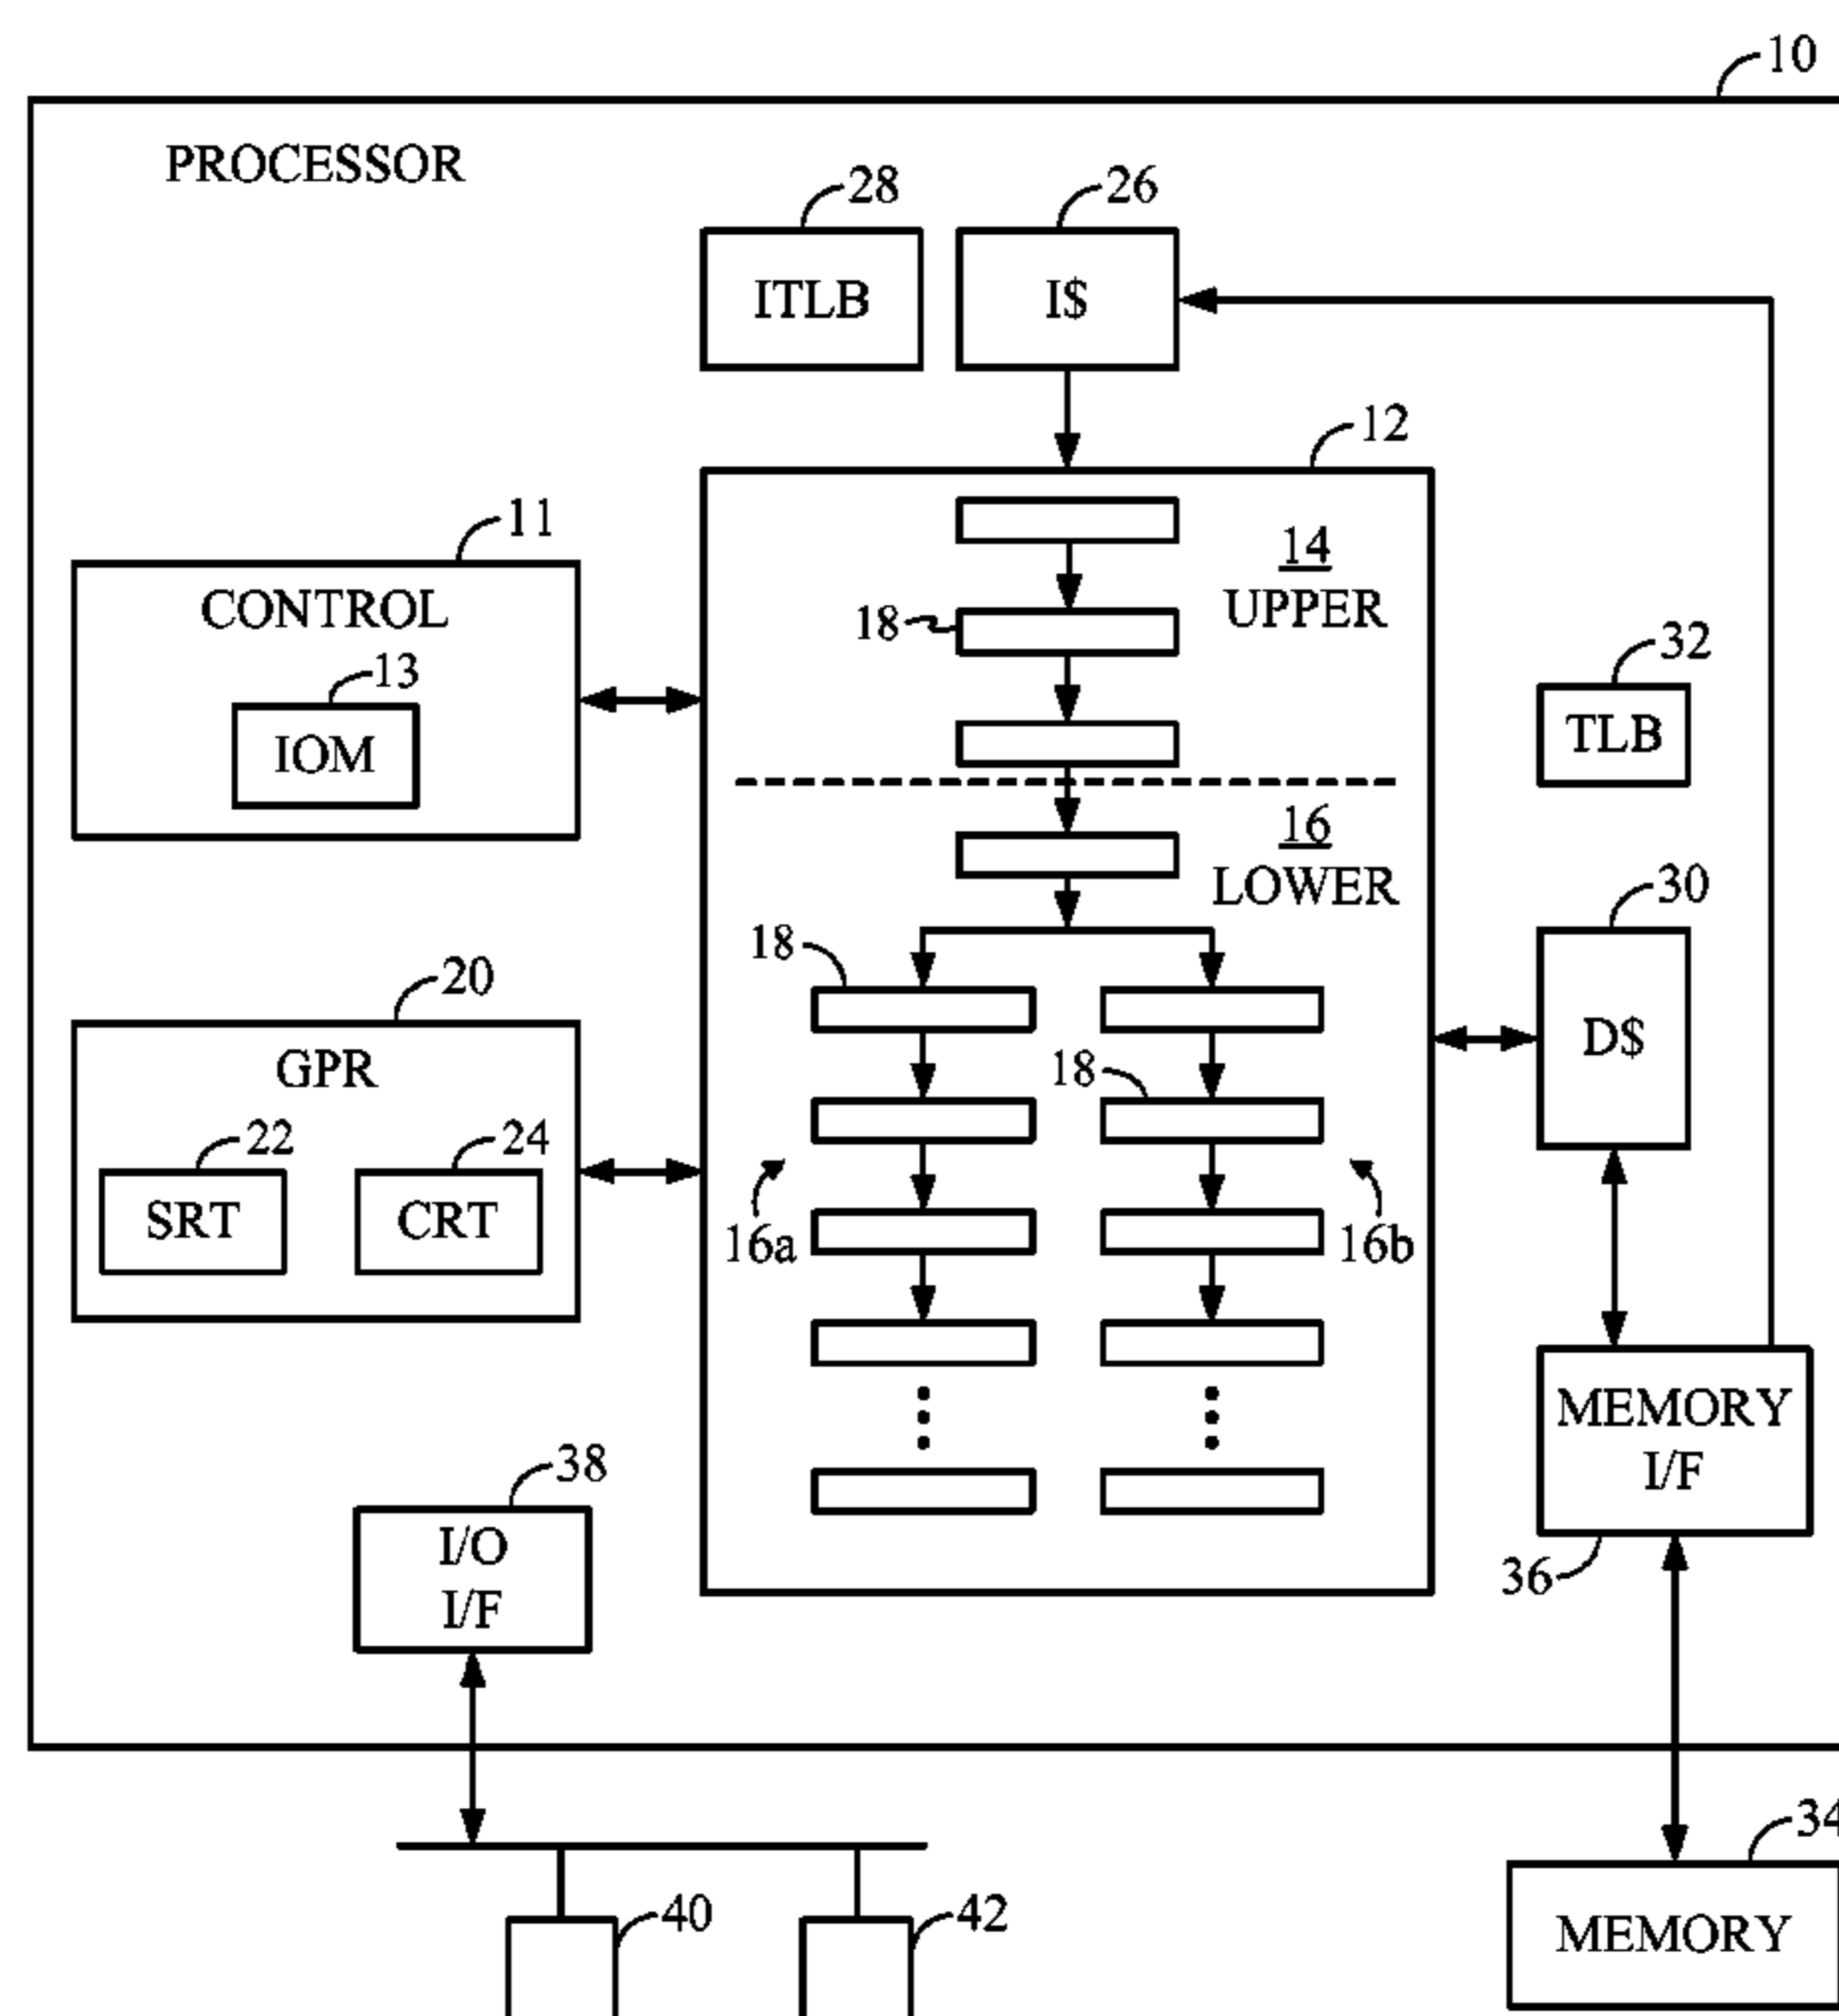 10
PROCESSOR
28
26
ITLB
I$
12
11
14
CONTROL
UPPER
18
13
32
IOM
TLB
16
LOWER
30
18
20
D$
GPR
18
22
24
SRT
CRT
16a
16b
MEMORY
I/F
38
I/O
I/F
36
34
MEMORY
40
42